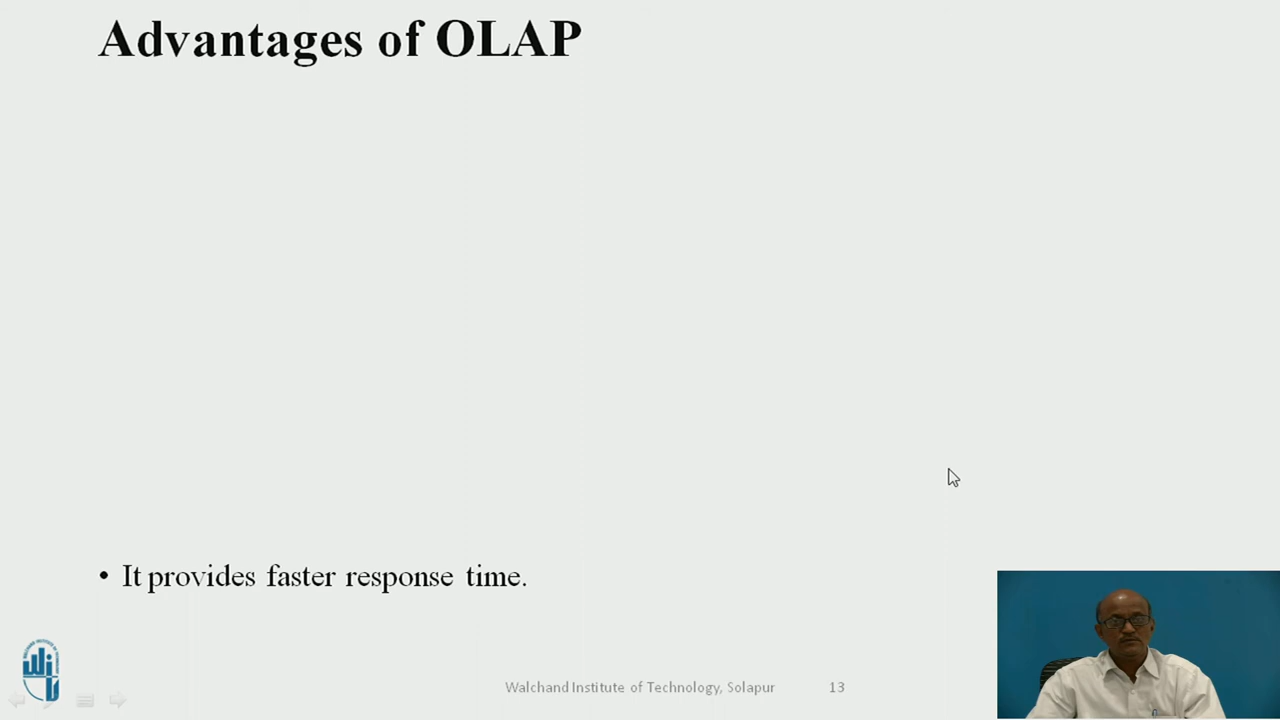 Advantages of OLAP
• It provides faster response time.
Walchand Institute of Technology, Solapur 13